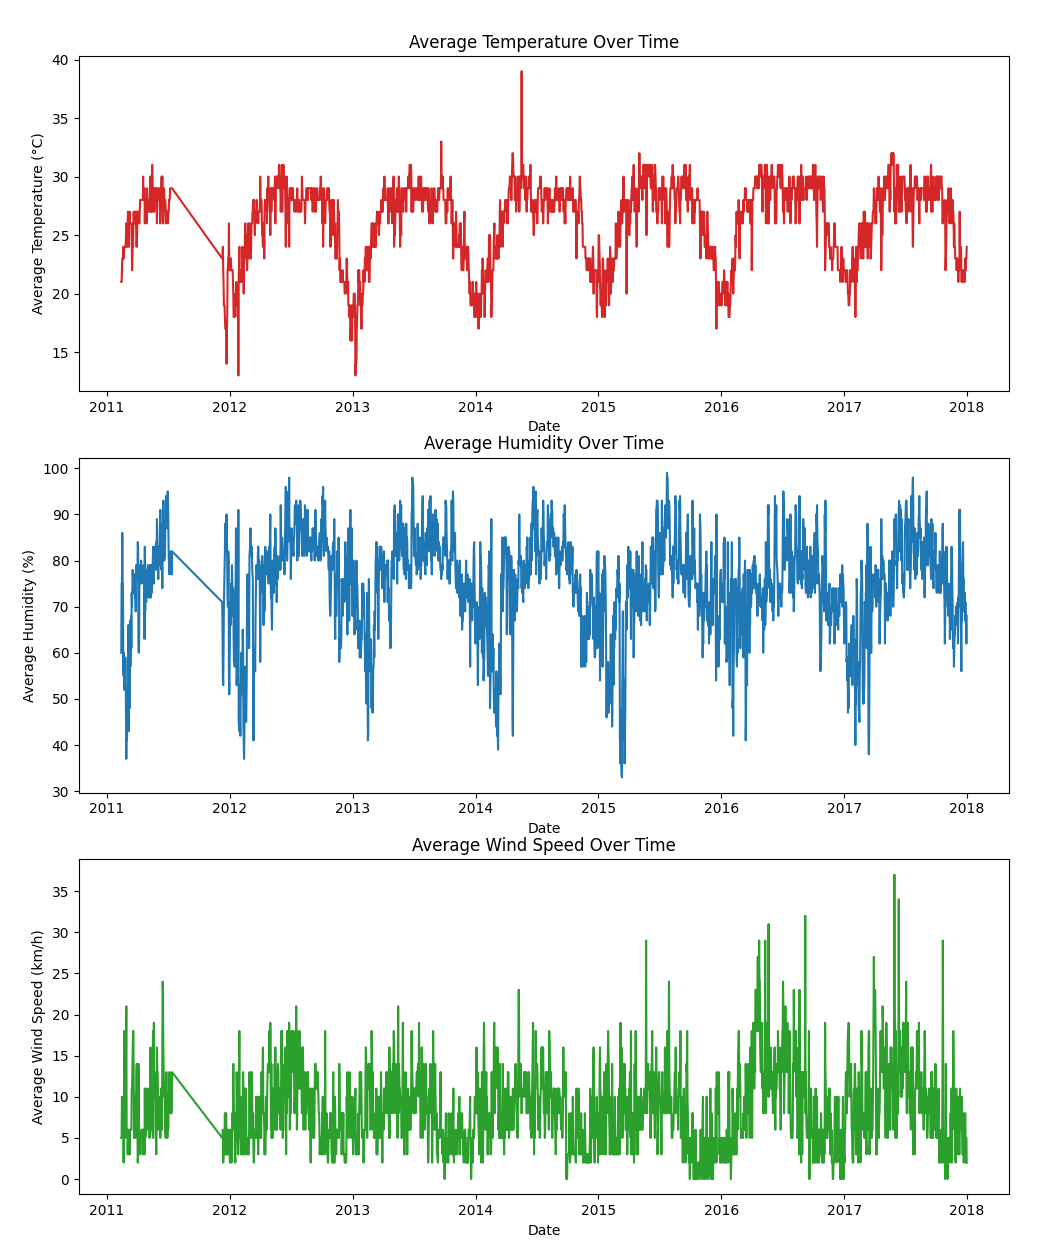 Average Temperature Over Time
40
35
30
25
20
15
Average Temperature (°C)
2011 2012 2013 2014 2015 2016 2017 2018
Date
Average Humidity Over Time
100
90
80
70
60
50
40
30
Average Humidity (%)
2011 2012 2013 2014 2015 2016 2017 2018
Date
Average Wind Speed Over Time
35
30
25
20
15
10
5
0
Average Wind Speed (km/h)
2011 2012 2013 2014 2015 2016 2017 2018
Date